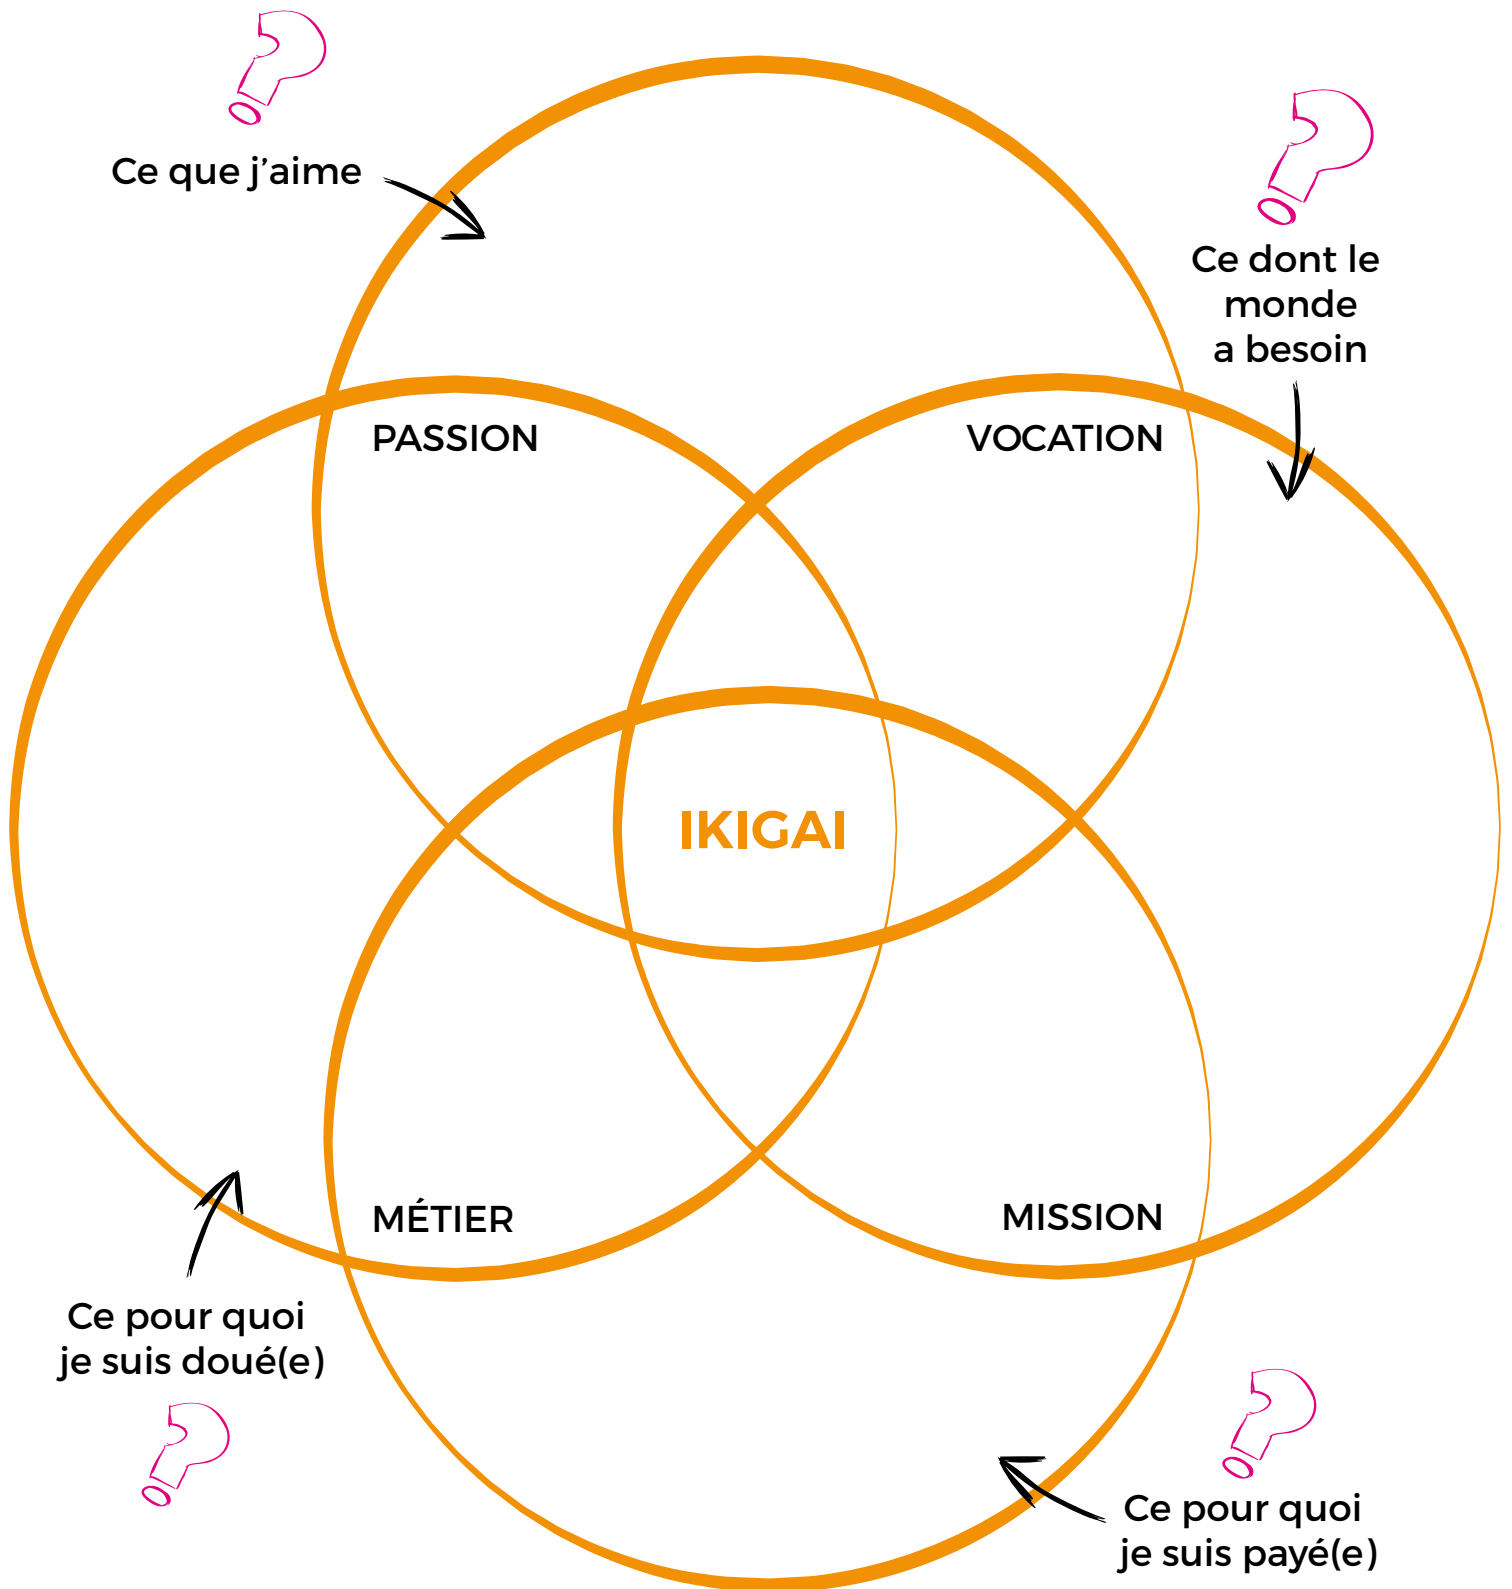 Ce que j’aime
Ce dont le
monde
a besoin
PASSION
VOCATION
IKIGAI
MÉTIER
MISSION
Ce pour quoi
je suis doué(e)
Ce pour quoi
je suis payé(e)